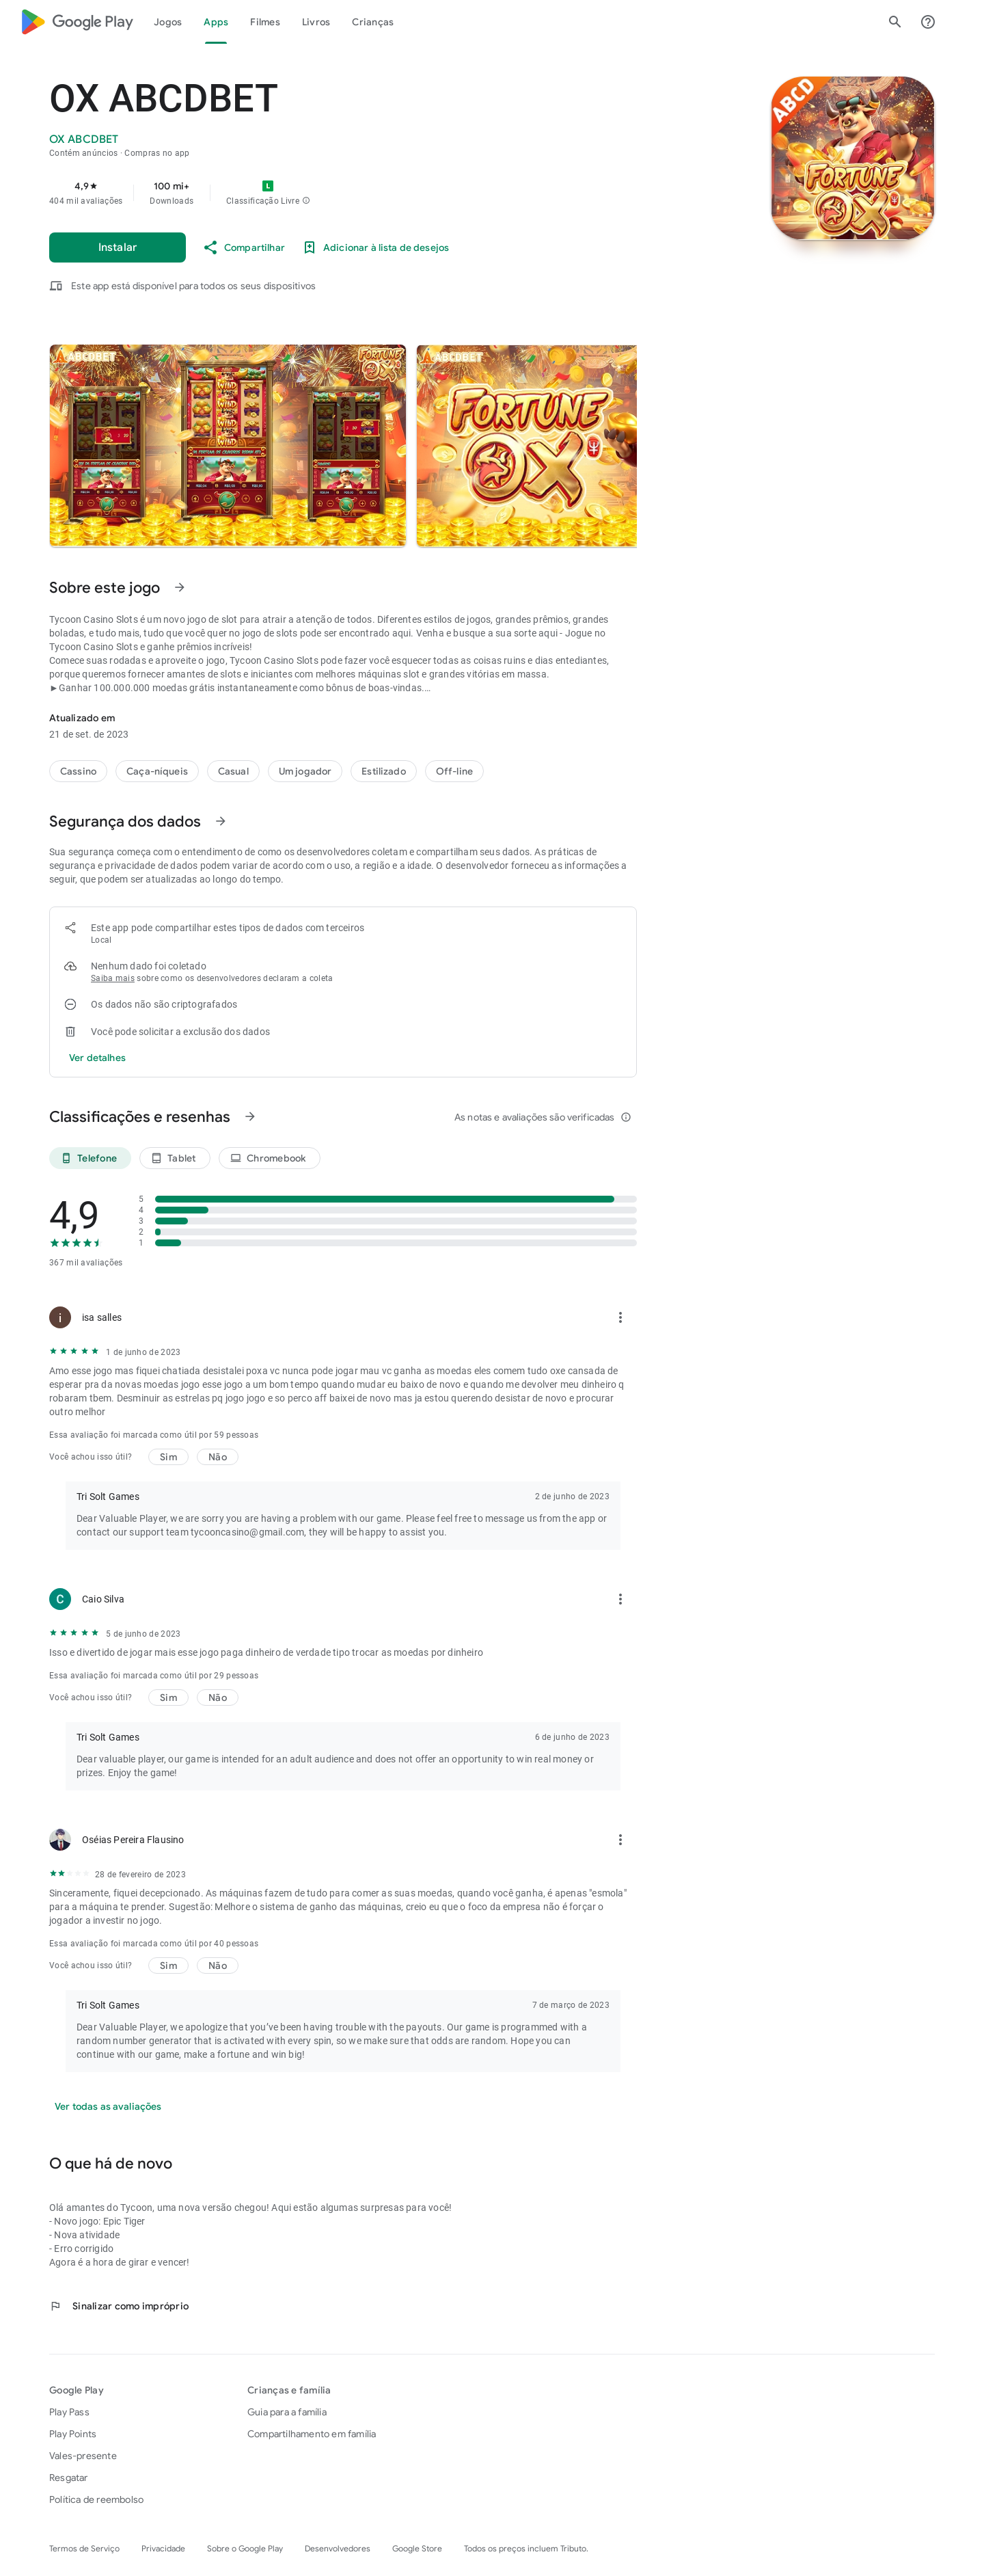 Google Play Jogos Apps Filmes Livros Crianças
OX ABCDBET
OX ABCDBET
Contém anúncios · Compras no app
4,9★ 100 mi+ L
404 mil avaliações Downloads Classificação Livre
Instalar Compartilhar Adicionar à lista de desejos
Este app está disponível para todos os seus dispositivos
ABCD
FORTUNE
OX
ABCDBET
FORTUNE
OX
WILD
WILD
WILD
ABCDBET
FORTUNE
OX
Sobre este jogo
Tycoon Casino Slots é um novo jogo de slot para atrair a atenção de todos. Diferentes estilos de jogos, grandes prêmios, grandes
boladas, e tudo mais, tudo que você quer no jogo de slots pode ser encontrado aqui. Venha e busque a sua sorte aqui - Jogue no
Tycoon Casino Slots e ganhe prêmios incríveis!
Comece suas rodadas e aproveite o jogo, Tycoon Casino Slots pode fazer você esquecer todas as coisas ruins e dias entediantes,
porque queremos fornecer amantes de slots e iniciantes com melhores máquinas slot e grandes vitórias em massa.
►Ganhar 100.000.000 moedas grátis instantaneamente como bônus de boas-vindas....
Atualizado em
21 de set. de 2023
Cassino Caça-níqueis Casual Um jogador Estilizado Off-line
Segurança dos dados
Sua segurança começa com o entendimento de como os desenvolvedores coletam e compartilham seus dados. As práticas de
segurança e privacidade de dados podem variar de acordo com o uso, a região e a idade. O desenvolvedor forneceu as informações a
seguir, que podem ser atualizadas ao longo do tempo.
Este app pode compartilhar estes tipos de dados com terceiros
Local
Nenhum dado foi coletado
Saiba mais sobre como os desenvolvedores declaram a coleta
Os dados não são criptografados
Você pode solicitar a exclusão dos dados
Ver detalhes
Classificações e resenhas As notas e avaliações são verificadas
Telefone Tablet Chromebook
4,9
5
4
3
2
1
367 mil avaliações
i isa salles
1 de junho de 2023
Amo esse jogo mas fiquei chatiada desistalei poxa vc nunca pode jogar mau vc ganha as moedas eles comem tudo oxe cansada de
esperar pra da novas moedas jogo esse jogo a um bom tempo quando mudar eu baixo de novo e quando me devolver meu dinheiro q
robaram tbem. Desminuir as estrelas pq jogo jogo e so perco aff baixei de novo mas ja estou querendo desistar de novo e procurar
outro melhor
Essa avaliação foi marcada como útil por 59 pessoas
Você achou isso útil? Sim Não
Tri Solt Games 2 de junho de 2023
Dear Valuable Player, we are sorry you are having a problem with our game. Please feel free to message us from the app or
contact our support team tycooncasino@gmail.com, they will be happy to assist you.
C Caio Silva
5 de junho de 2023
Isso e divertido de jogar mais esse jogo paga dinheiro de verdade tipo trocar as moedas por dinheiro
Essa avaliação foi marcada como útil por 29 pessoas
Você achou isso útil? Sim Não
Tri Solt Games 6 de junho de 2023
Dear valuable player, our game is intended for an adult audience and does not offer an opportunity to win real money or
prizes. Enjoy the game!
Oséias Pereira Flausino
28 de fevereiro de 2023
Sinceramente, fiquei decepcionado. As máquinas fazem de tudo para comer as suas moedas, quando você ganha, é apenas "esmola"
para a máquina te prender. Sugestão: Melhore o sistema de ganho das máquinas, creio eu que o foco da empresa não é forçar o
jogador a investir no jogo.
Essa avaliação foi marcada como útil por 40 pessoas
Você achou isso útil? Sim Não
Tri Solt Games 7 de março de 2023
Dear Valuable Player, we apologize that you’ve been having trouble with the payouts. Our game is programmed with a
random number generator that is activated with every spin, so we make sure that odds are random. Hope you can
continue with our game, make a fortune and win big!
Ver todas as avaliações
O que há de novo
Olá amantes do Tycoon, uma nova versão chegou! Aqui estão algumas surpresas para você!
- Novo jogo: Epic Tiger
- Nova atividade
- Erro corrigido
Agora é a hora de girar e vencer!
Sinalizar como impróprio
Google Play Crianças e família
Play Pass Guia para a família
Play Points Compartilhamento em família
Vales-presente
Resgatar
Política de reembolso
Termos de Serviço Privacidade Sobre o Google Play Desenvolvedores Google Store Todos os preços incluem Tributo.